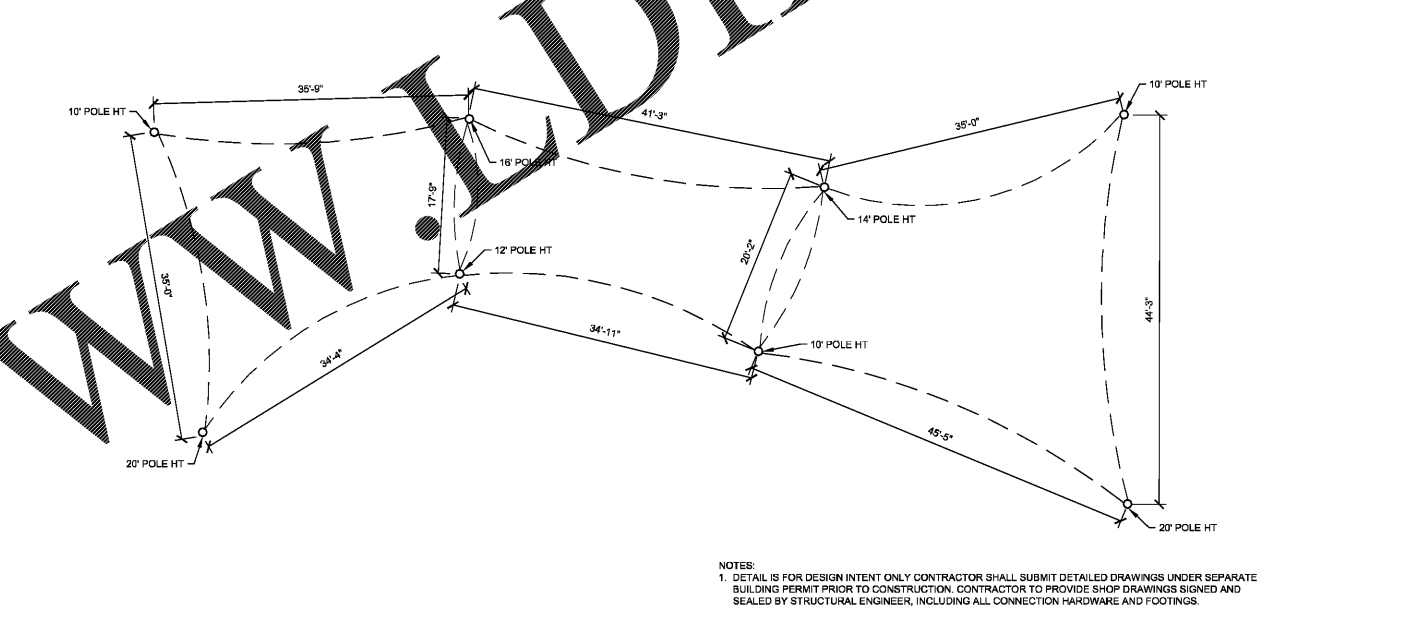 WWW.LD
35'-9"
10' POLE HT
10' POLE HT
41'-3"
35'-0"
16' POLE HT
17'-9"
14' POLE HT
12' POLE HT
20'-2"
35'-0"
44'-3"
34'-11"
10' POLE HT
34'-4"
45'-5"
20' POLE HT
20' POLE HT
NOTES:
1. DETAIL IS FOR DESIGN INTENT ONLY CONTRACTOR SHALL SUBMIT DETAILED DRAWINGS UNDER SEPARATE
BUILDING PERMIT PRIOR TO CONSTRUCTION. CONTRACTOR TO PROVIDE SHOP DRAWINGS SIGNED AND
SEALED BY STRUCTURAL ENGINEER, INCLUDING ALL CONNECTION HARDWARE AND FOOTINGS.